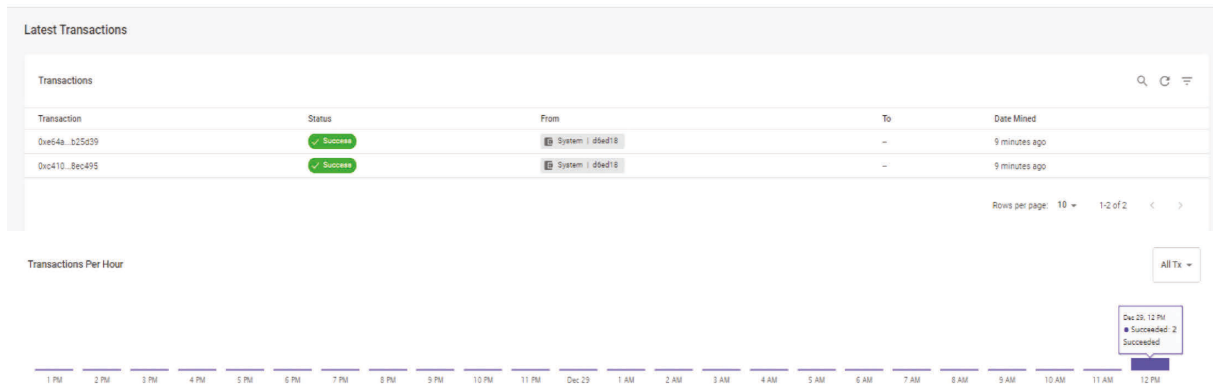 Latest Transactions
Transactions
Transaction Status From To Date Mined
0xe64a...b25d39 Success System | d6ed18 – 9 minutes ago
0xc410...8ec495 Success System | d6ed18 – 9 minutes ago
Rows per page: 10 1-2 of 2
Transactions Per Hour
All Tx
Dec 29, 12 PM
Succeeded: 2
Succeeded
1 PM 2 PM 3 PM 4 PM 5 PM 6 PM 7 PM 8 PM 9 PM 10 PM 11 PM Dec 29 1 AM 2 AM 3 AM 4 AM 5 AM 6 AM 7 AM 8 AM 9 AM 10 AM 11 AM 12 PM